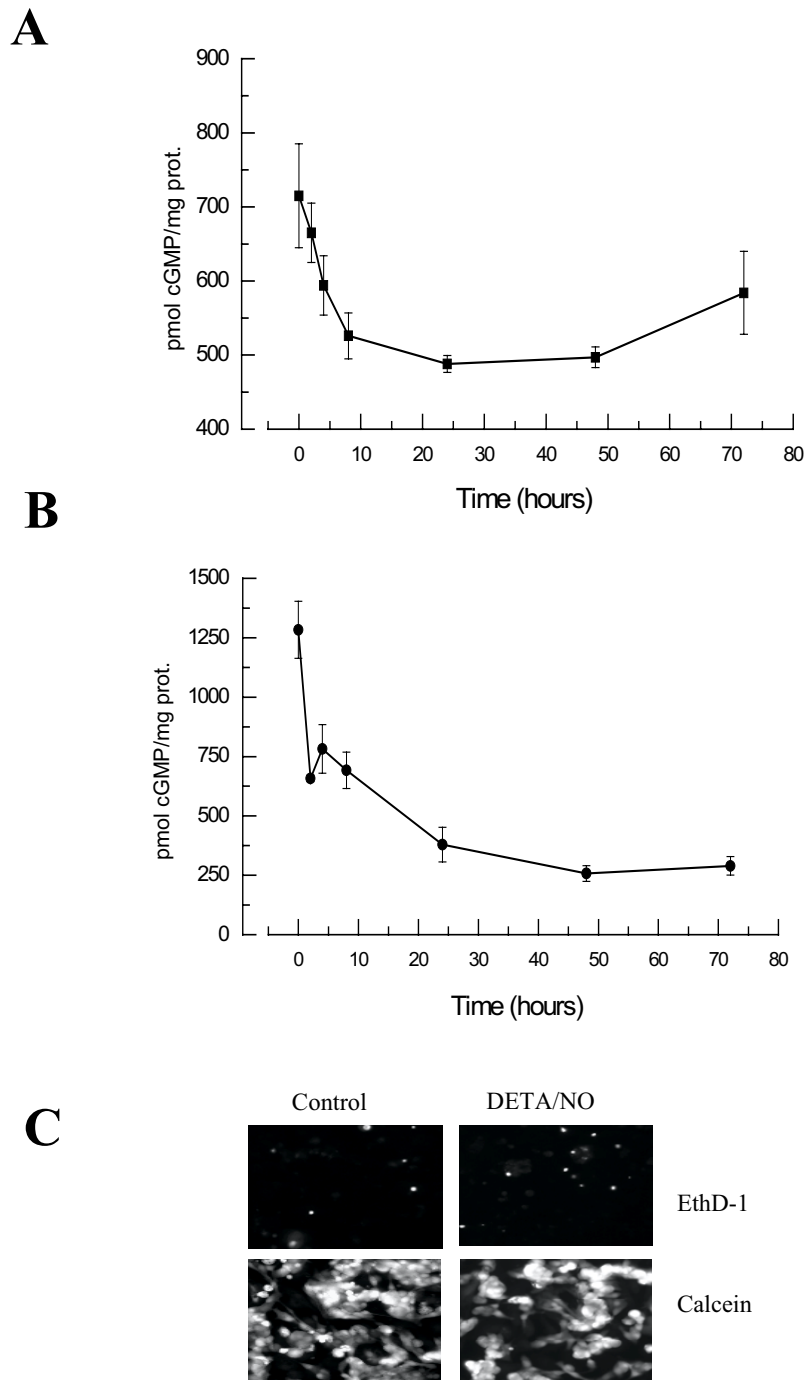 A
900
800
700
600
500
400
pmol cGMP/mg prot.
0 10 20 30 40 50 60 70 80
Time (hours)
B
1500
1250
1000
750
500
250
0
pmol cGMP/mg prot.
0 10 20 30 40 50 60 70 80
Time (hours)
C
Control DETA/NO
EthD-1
Calcein